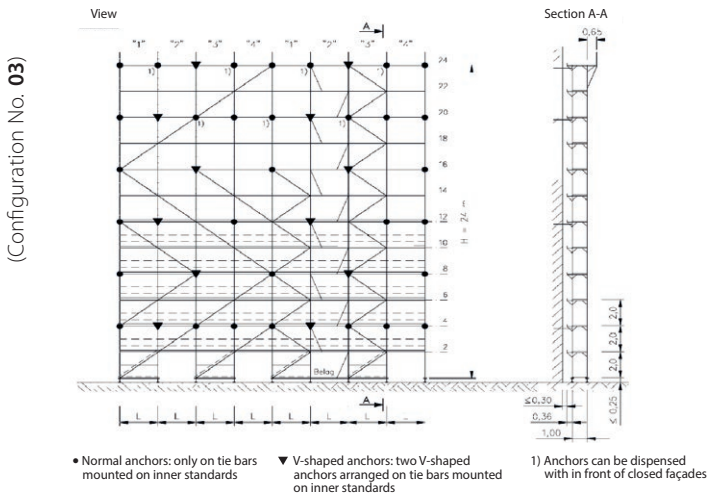 View
Section A-A
(Configuration No. 03)
A
0,65
"1" "2" "3" "4" "1" "2" "3" "4"
24
1) 1) 1) 1)
22
20
1) 1) 1)
18
16
14
12
H = 24 m
10
8
6
4
2
2,0
2,0
2,0
Belag
A
≤0,30
0,36
1,00
≤ 0,25
L L L L L L L L
● Normal anchors: only on tie bars
mounted on inner standards
▼ V-shaped anchors: two V-shaped
anchors arranged on tie bars mounted
on inner standards
1) Anchors can be dispensed
with in front of closed façades